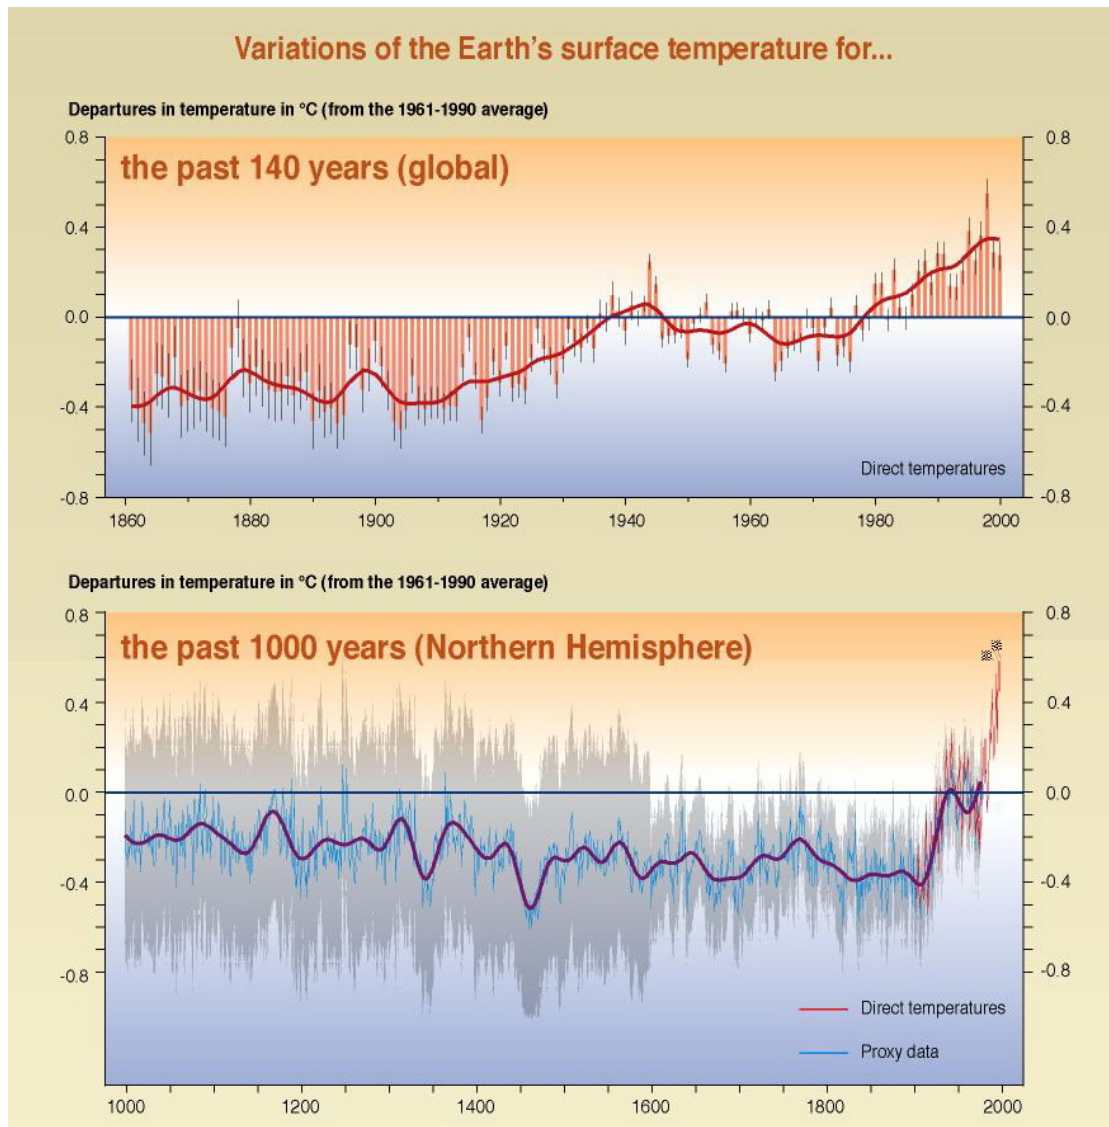 Variations of the Earth's surface temperature for...
Departures in temperature in °C (from the 1961-1990 average)
the past 140 years (global)
0.8 0.8
0.4 0.4
0.0 0.0
-0.4 -0.4
Direct temperatures
-0.8 -0.8
1860 1880 1900 1920 1940 1960 1980 2000
Departures in temperature in °C (from the 1961-1990 average)
0.8 0.8
the past 1000 years (Northern Hemisphere)
0.4 0.4
0.0 0.0
-0.4 -0.4
-0.8 -0.8
Direct temperatures
Proxy data
1000 1200 1400 1600 1800 2000